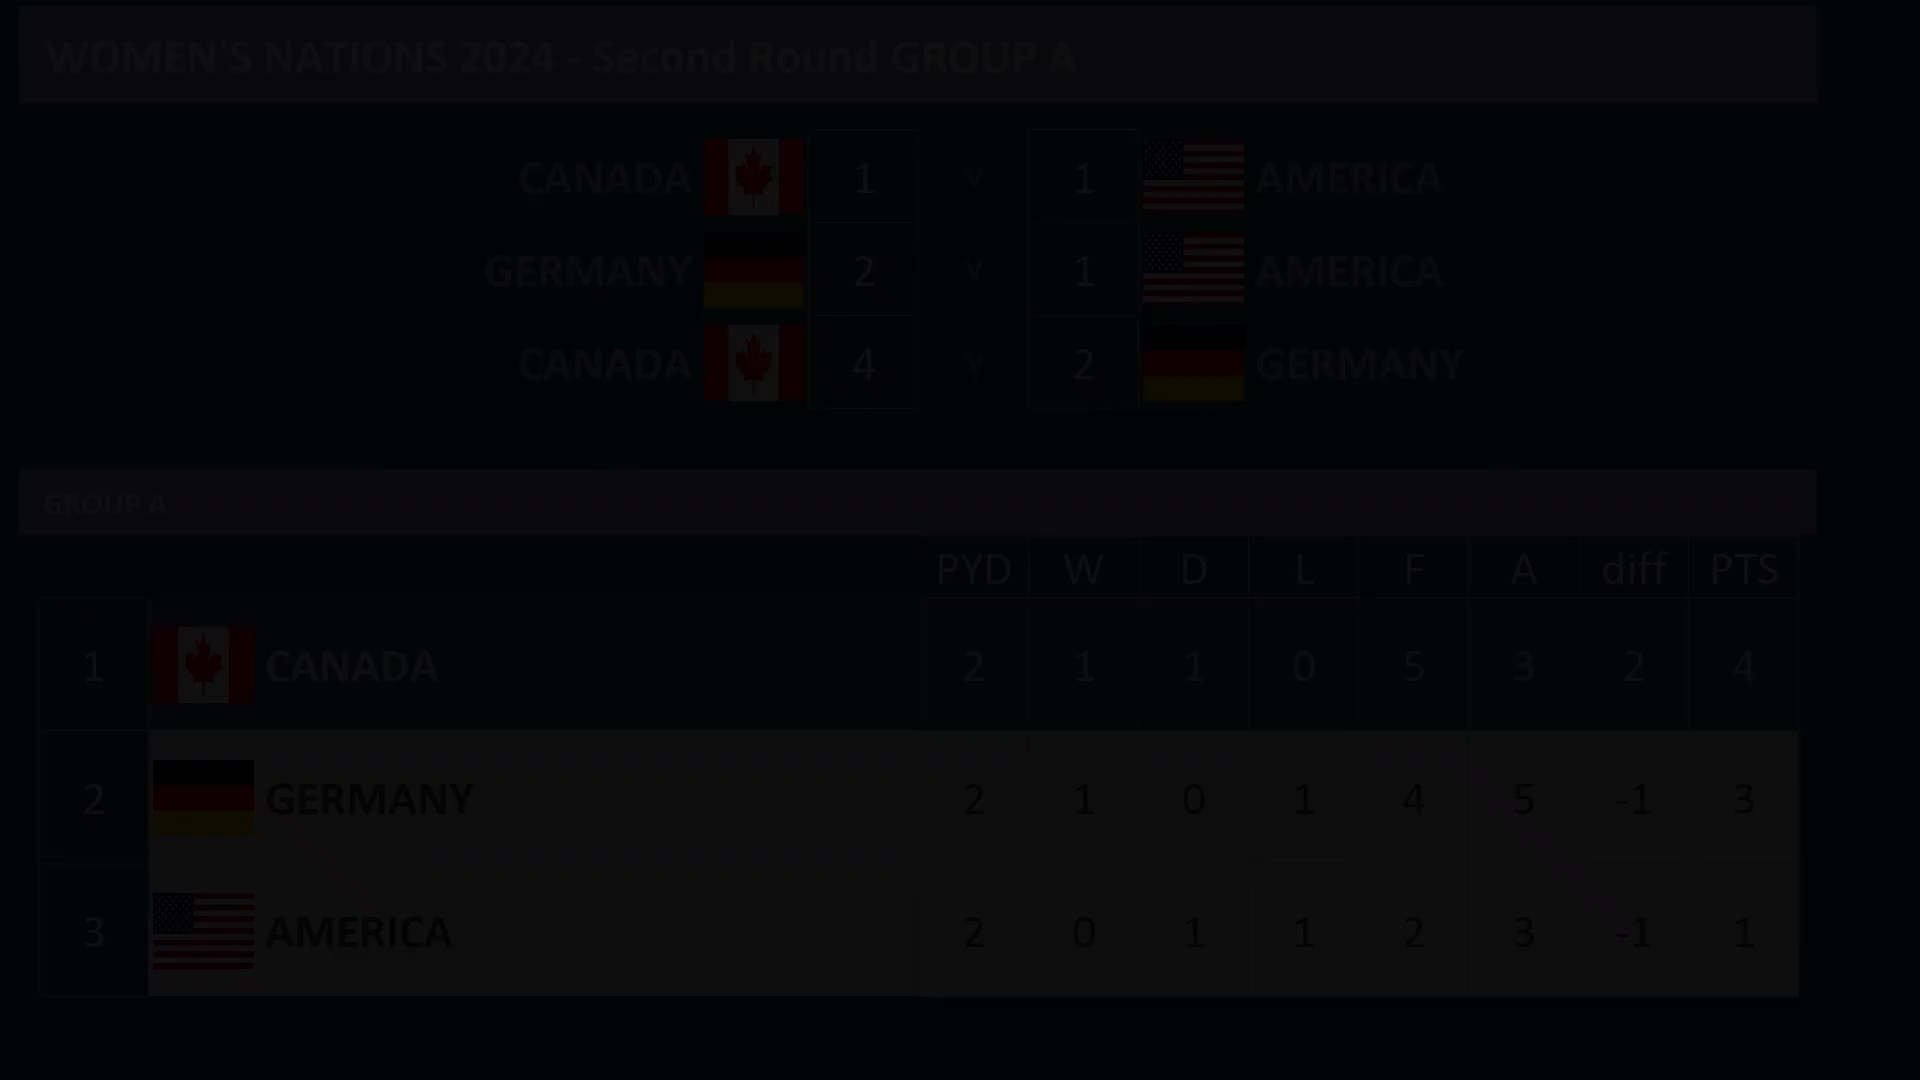 WOMEN'S NATIONS 2024 - Second Round GROUP A
CANADA 1 v 1 AMERICA
GERMANY 2 v 1 AMERICA
CANADA 4 v 2 GERMANY
GROUP A
PYD W D L F A diff PTS
1 CANADA 2 1 1 0 5 3 2 4
2 GERMANY 2 1 0 1 4 5 -1 3
3 AMERICA 2 0 1 1 2 3 -1 1